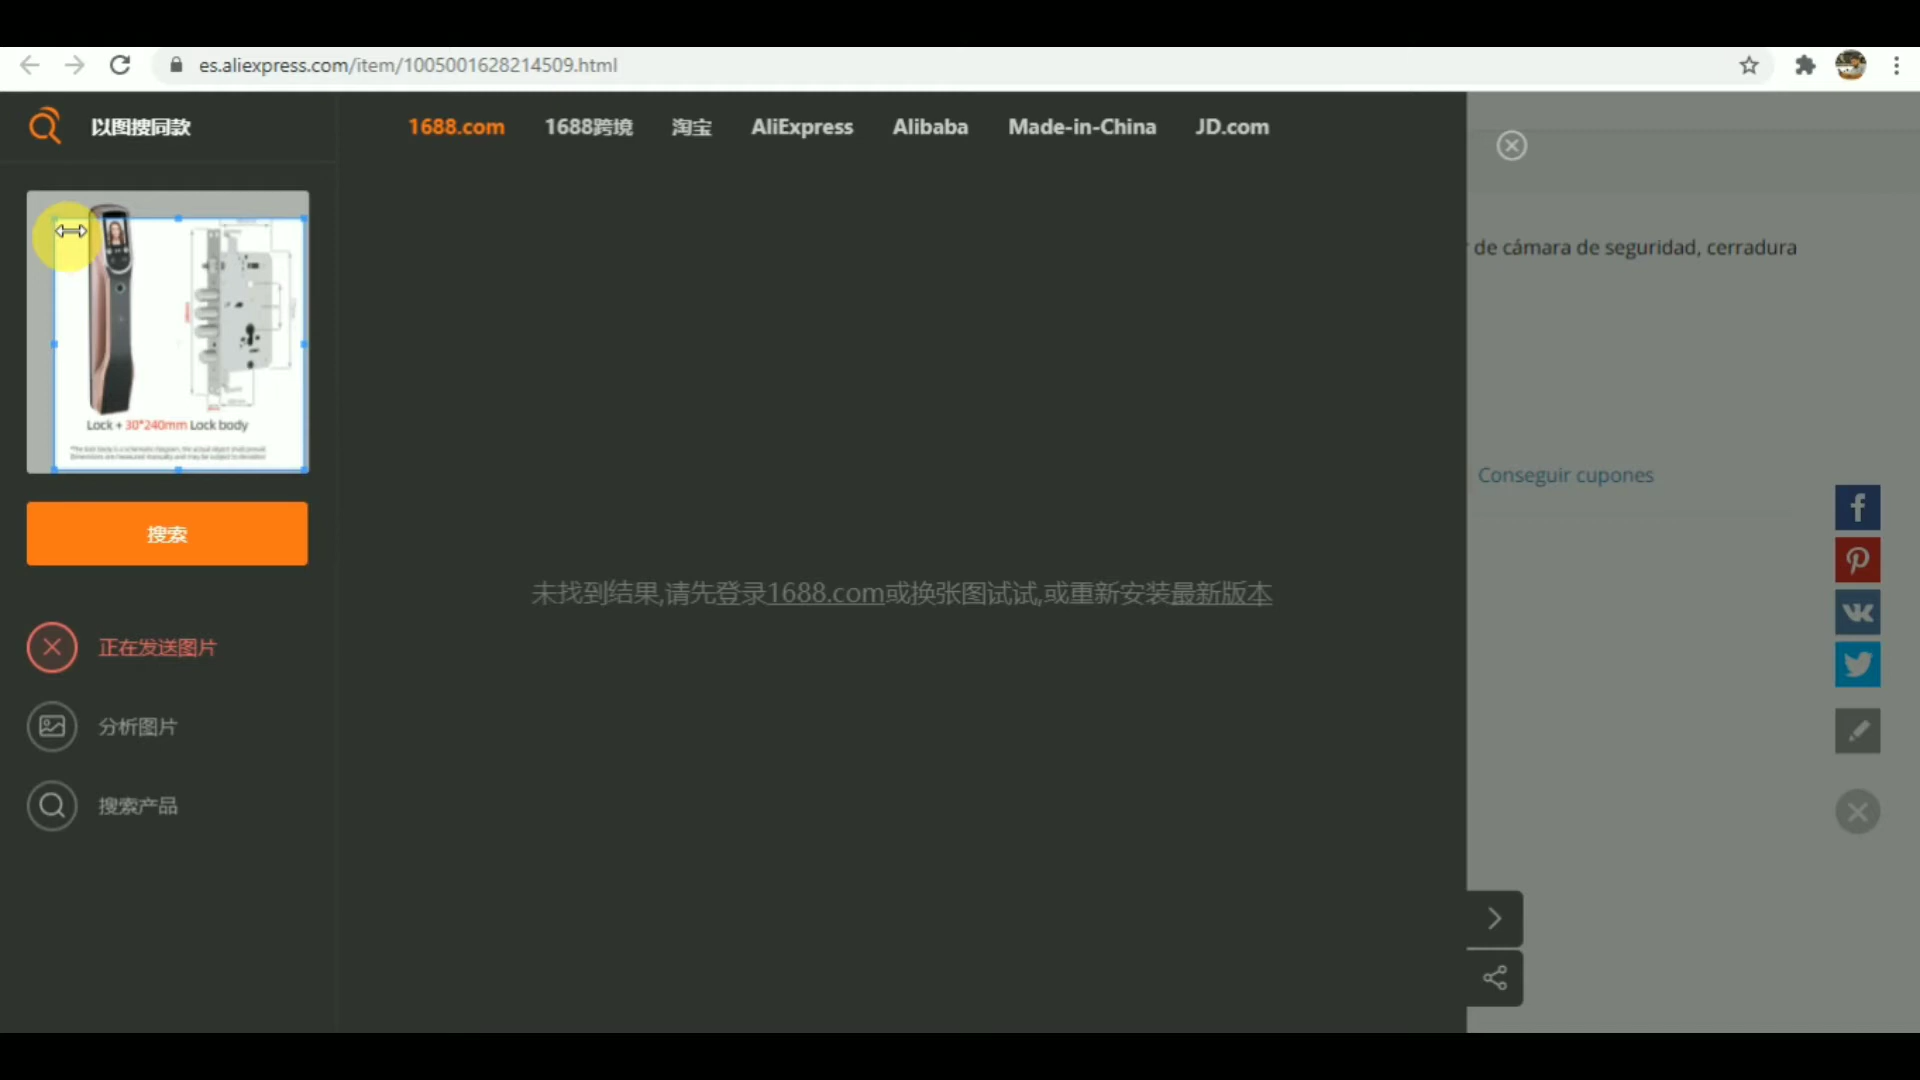 es.aliexpress.com/item/1005001628214509.html
以图搜同款
1688.com
1688跨境
淘宝
AliExpress
Alibaba
Made-in-China
JD.com
Lock + 30*240mm Lock body
搜索
正在发送图片
分析图片
搜索产品
未找到结果,请先登录1688.com或换张图试试,或重新安装最新版本
de cámara de seguridad, cerradura
Conseguir cupones